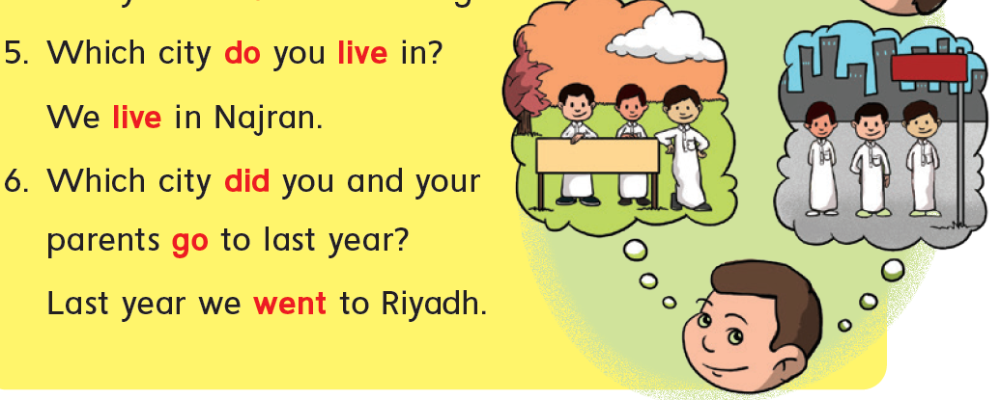 5. Which city do you live in?
We live in Najran.
6. Which city did you and your
parents go to last year?
Last year we went to Riyadh.